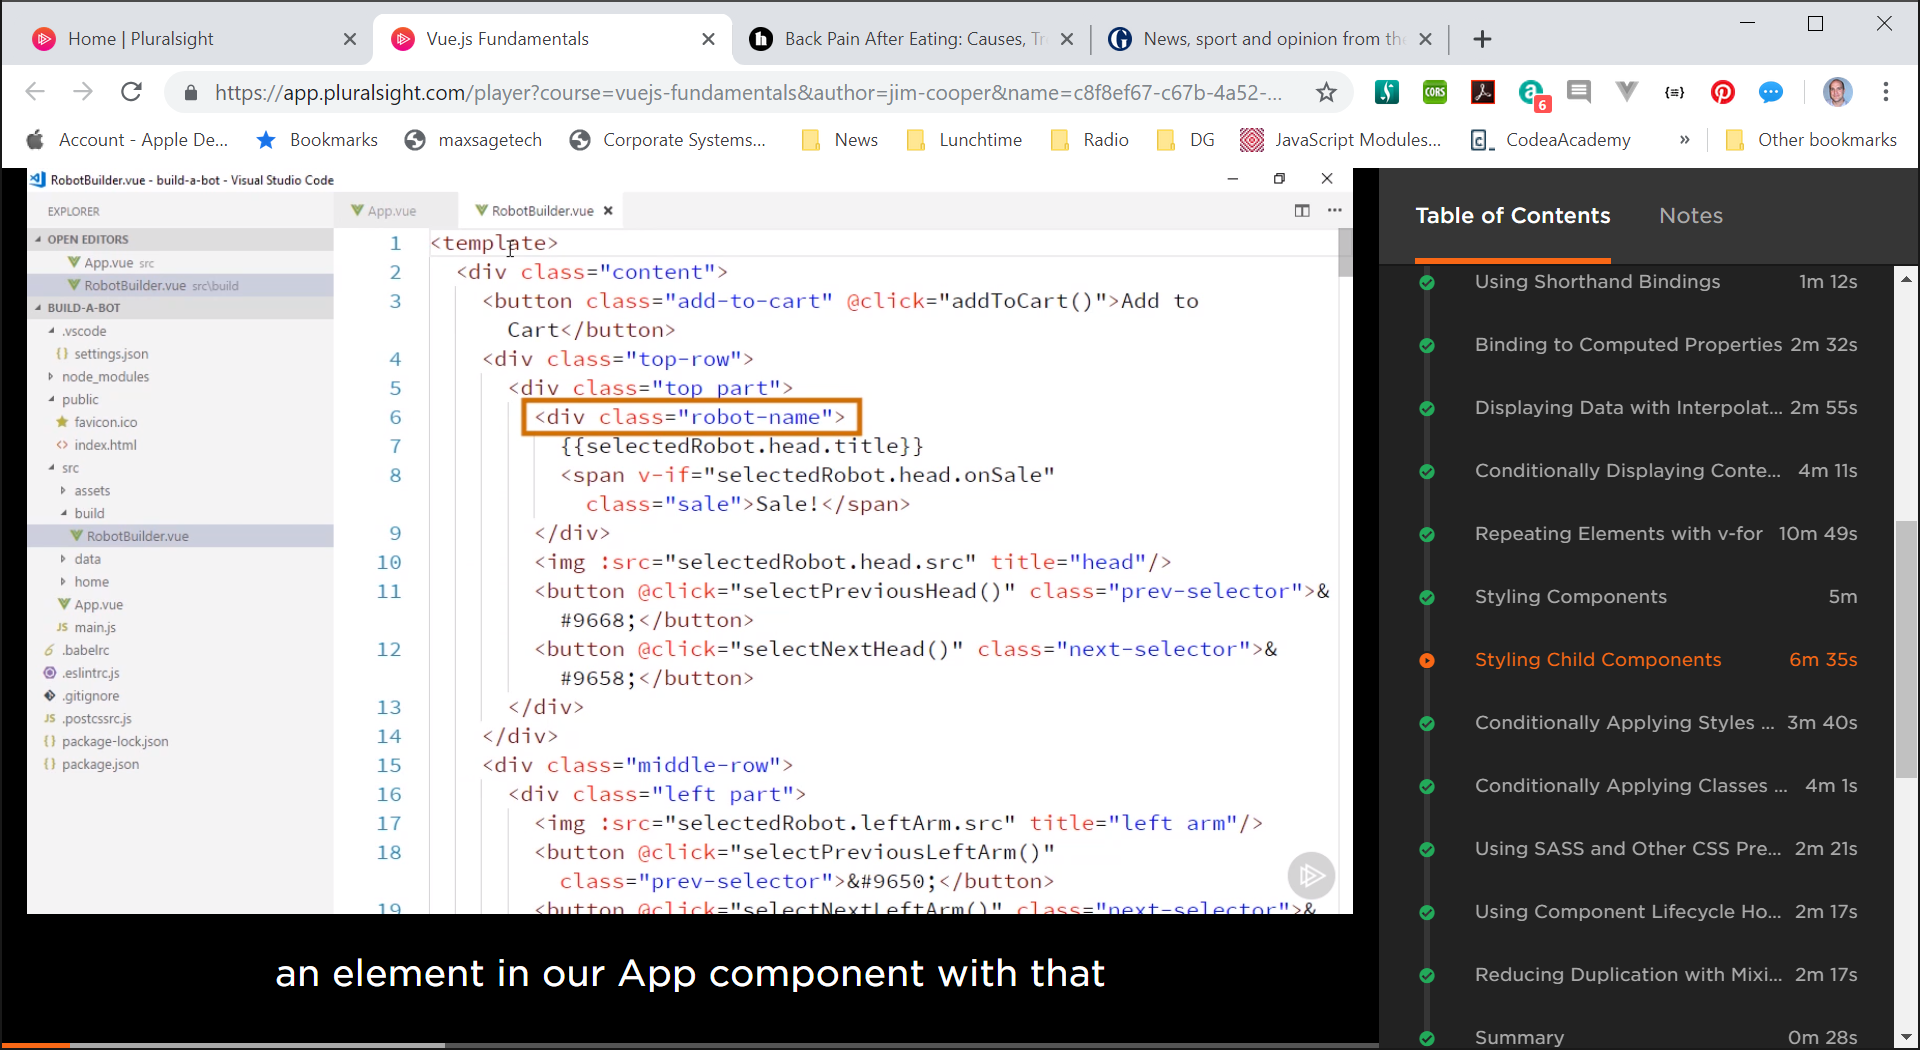 Home | Pluralsight
Vue.js Fundamentals
Back Pain After Eating: Causes, Tr
News, sport and opinion from the
https://app.pluralsight.com/player?course=vuejs-fundamentals&author=jim-cooper&name=c8f8ef67-c67b-4a52-...
CORS
6
{≡}
Account - Apple De...
Bookmarks
maxsagetech
Corporate Systems...
News
Lunchtime
Radio
DG
JavaScript Modules...
CodeaAcademy
»
Other bookmarks
RobotBuilder.vue - build-a-bot - Visual Studio Code
EXPLORER
OPEN EDITORS
App.vue src
RobotBuilder.vue src\build
BUILD-A-BOT
.vscode
{} settings.json
node_modules
public
favicon.ico
<> index.html
src
assets
build
RobotBuilder.vue
data
home
App.vue
JS main.js
.babelrc
.eslintrc.js
.gitignore
JS .postcssrc.js
{} package-lock.json
{} package.json
App.vue
RobotBuilder.vue
1 <template>
2 <div class="content">
3 <button class="add-to-cart" @click="addToCart()">Add to
Cart</button>
4 <div class="top-row">
5 <div class="top part">
6 <div class="robot-name">
7 {{selectedRobot.head.title}}
8 <span v-if="selectedRobot.head.onSale"
class="sale">Sale!</span>
9 </div>
10 <img :src="selectedRobot.head.src" title="head"/>
11 <button @click="selectPreviousHead()" class="prev-selector">&
#9668;</button>
12 <button @click="selectNextHead()" class="next-selector">&
#9658;</button>
13 </div>
14 </div>
15 <div class="middle-row">
16 <div class="left part">
17 <img :src="selectedRobot.leftArm.src" title="left arm"/>
18 <button @click="selectPreviousLeftArm()"
class="prev-selector">&#9650;</button>
19 <button @click="selectNextLeftArm()" class="next-selector">&
an element in our App component with that
Table of Contents
Notes
Using Shorthand Bindings 1m 12s
Binding to Computed Properties 2m 32s
Displaying Data with Interpolat... 2m 55s
Conditionally Displaying Conte... 4m 11s
Repeating Elements with v-for 10m 49s
Styling Components 5m
Styling Child Components 6m 35s
Conditionally Applying Styles ... 3m 40s
Conditionally Applying Classes ... 4m 1s
Using SASS and Other CSS Pre... 2m 21s
Using Component Lifecycle Ho... 2m 17s
Reducing Duplication with Mixi... 2m 17s
Summary 0m 28s